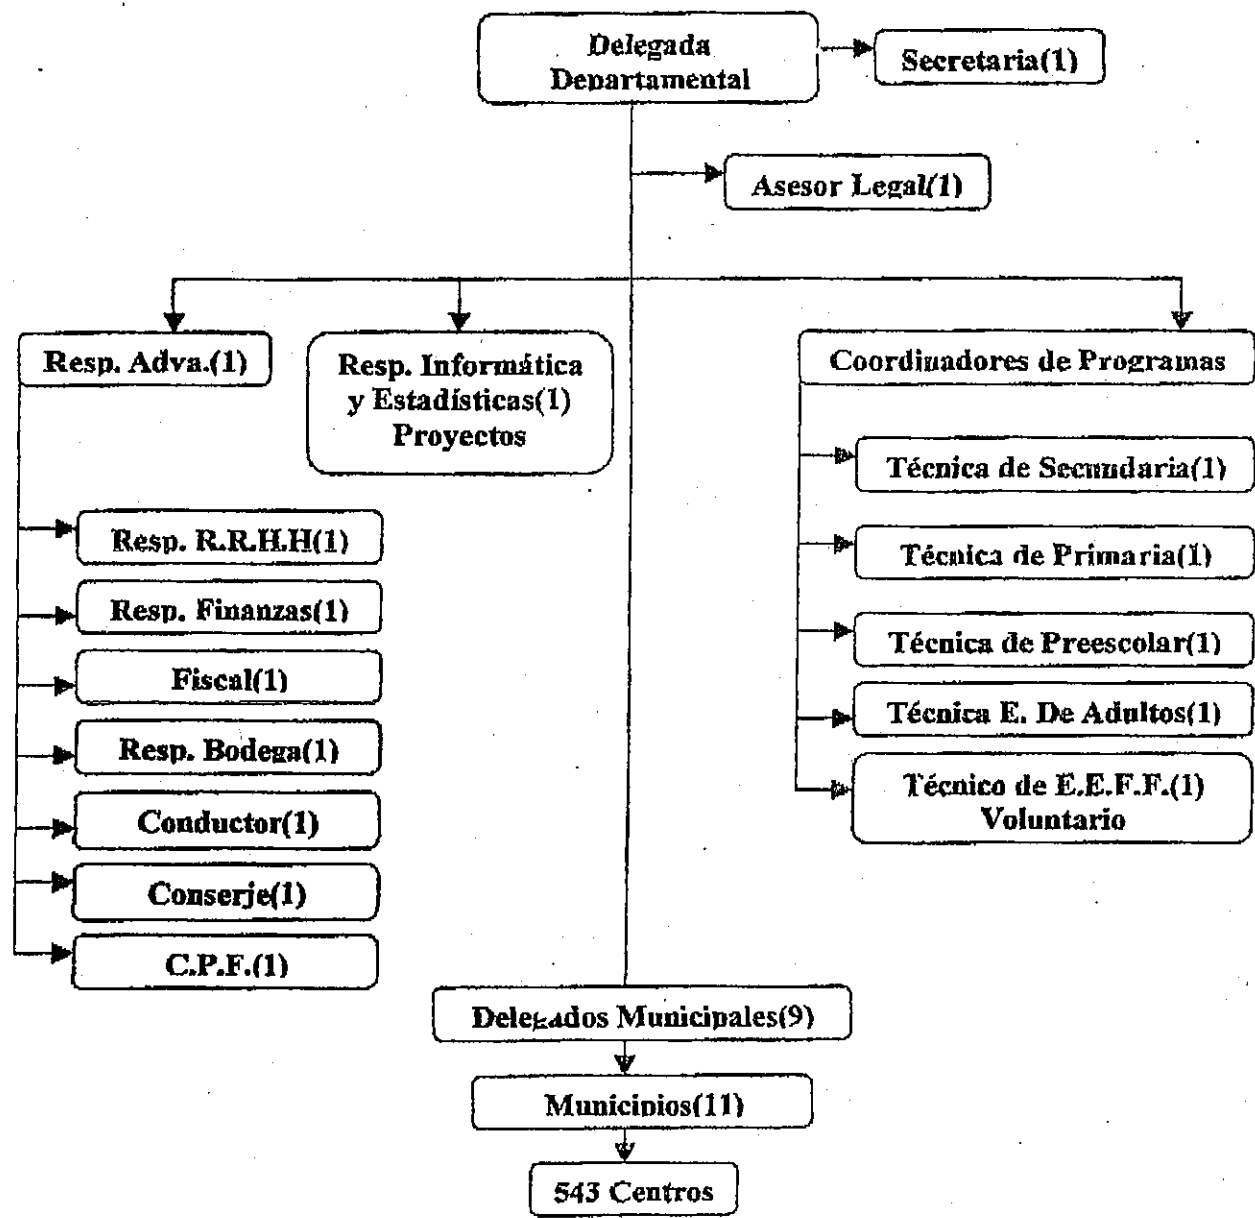 Delegada
Departamental
Secretaria(1)
Asesor Legal(1)
Resp. Adva.(1)
Resp. Informática
y Estadísticas(1)
Proyectos
Coordinadores de Programas
Resp. R.R.H.H(1)
Resp. Finanzas(1)
Fiscal(1)
Resp. Bodega(1)
Conductor(1)
Conserje(1)
C.P.F.(1)
Técnica de Secundaria(1)
Técnica de Primaria(1)
Técnica de Preescolar(1)
Técnica E. De Adultos(1)
Técnico de E.E.F.F.(1)
Voluntario
Delegados Municipales(9)
Municipios(11)
543 Centros